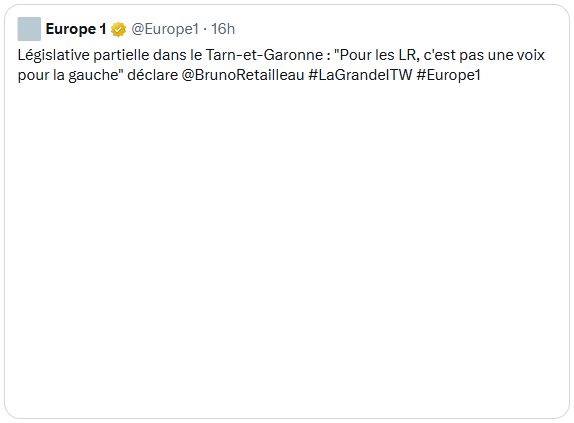 Europe 1 @Europe1 · 16h
Législative partielle dans le Tarn-et-Garonne : "Pour les LR, c'est pas une voix
pour la gauche" déclare @BrunoRetailleau #LaGrandeITW #Europe1